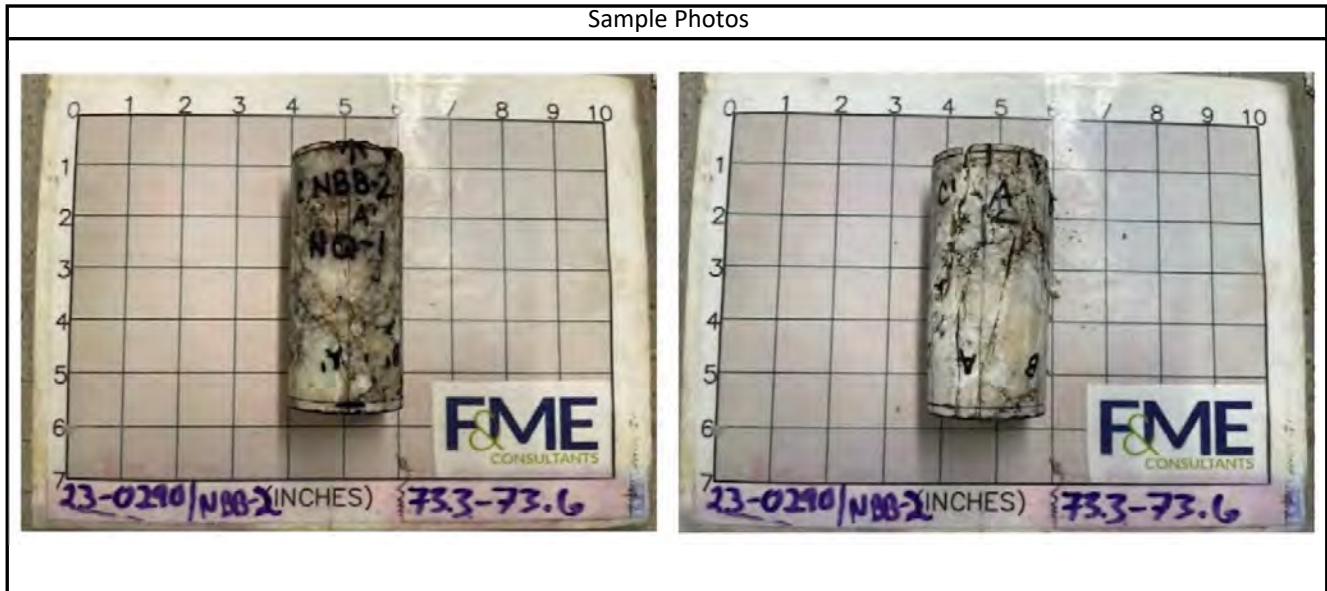 Sample Photos
0 1 2 3 4 5 6 7 8 9 10
1
NBB-2
2
A'
NQ-1
3
4
5
6
F&ME
CONSULTANTS
7
23-0290/NBB-2 (INCHES) 73.3-73.6
0 1 2 3 4 5 6 7 8 9 10
1
C' A
2
3
4
A B
5
6
F&ME
CONSULTANTS
7
23-0290/NBB-2 (INCHES) 73.3-73.6